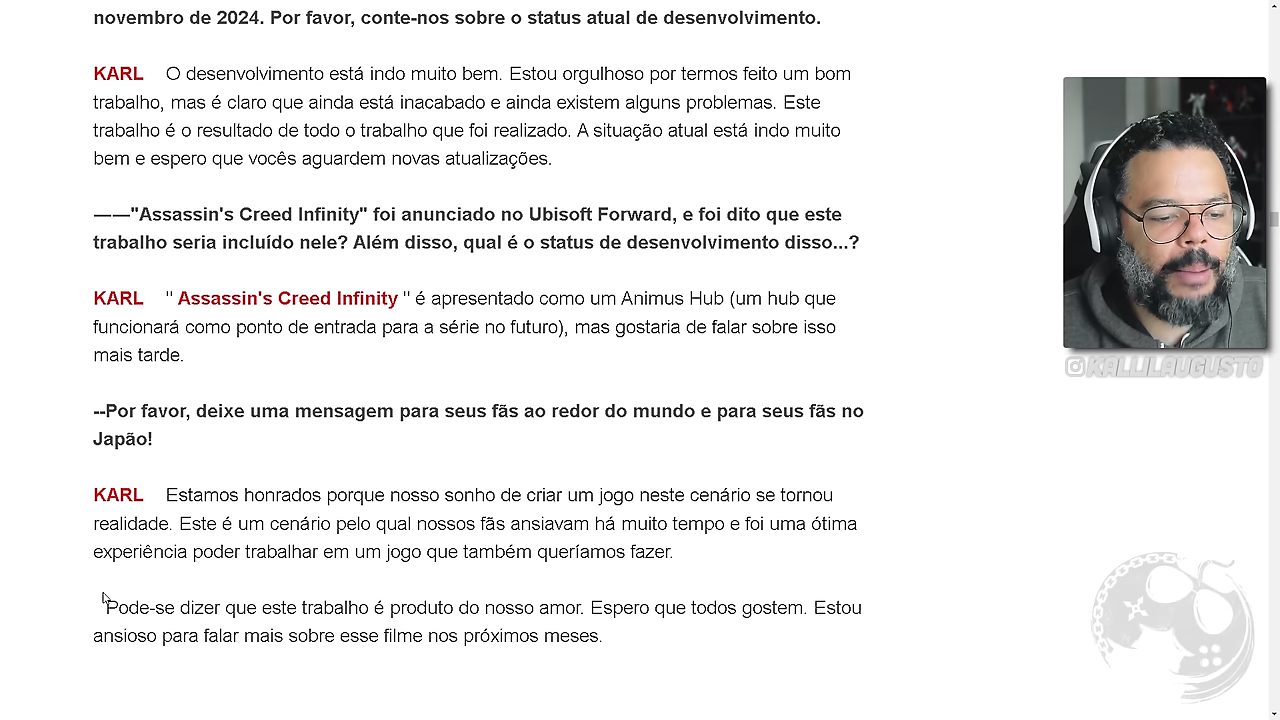 novembro de 2024. Por favor, conte-nos sobre o status atual de desenvolvimento.
KARL O desenvolvimento está indo muito bem. Estou orgulhoso por termos feito um bom
trabalho, mas é claro que ainda está inacabado e ainda existem alguns problemas. Este
trabalho é o resultado de todo o trabalho que foi realizado. A situação atual está indo muito
bem e espero que vocês aguardem novas atualizações.
——"Assassin's Creed Infinity" foi anunciado no Ubisoft Forward, e foi dito que este
trabalho seria incluído nele? Além disso, qual é o status de desenvolvimento disso...?
KARL " Assassin's Creed Infinity " é apresentado como um Animus Hub (um hub que
funcionará como ponto de entrada para a série no futuro), mas gostaria de falar sobre isso
mais tarde.
--Por favor, deixe uma mensagem para seus fãs ao redor do mundo e para seus fãs no
Japão!
KARL Estamos honrados porque nosso sonho de criar um jogo neste cenário se tornou
realidade. Este é um cenário pelo qual nossos fãs ansiavam há muito tempo e foi uma ótima
experiência poder trabalhar em um jogo que também queríamos fazer.
Pode-se dizer que este trabalho é produto do nosso amor. Espero que todos gostem. Estou
ansioso para falar mais sobre esse filme nos próximos meses.
KALLILAUGUSTO